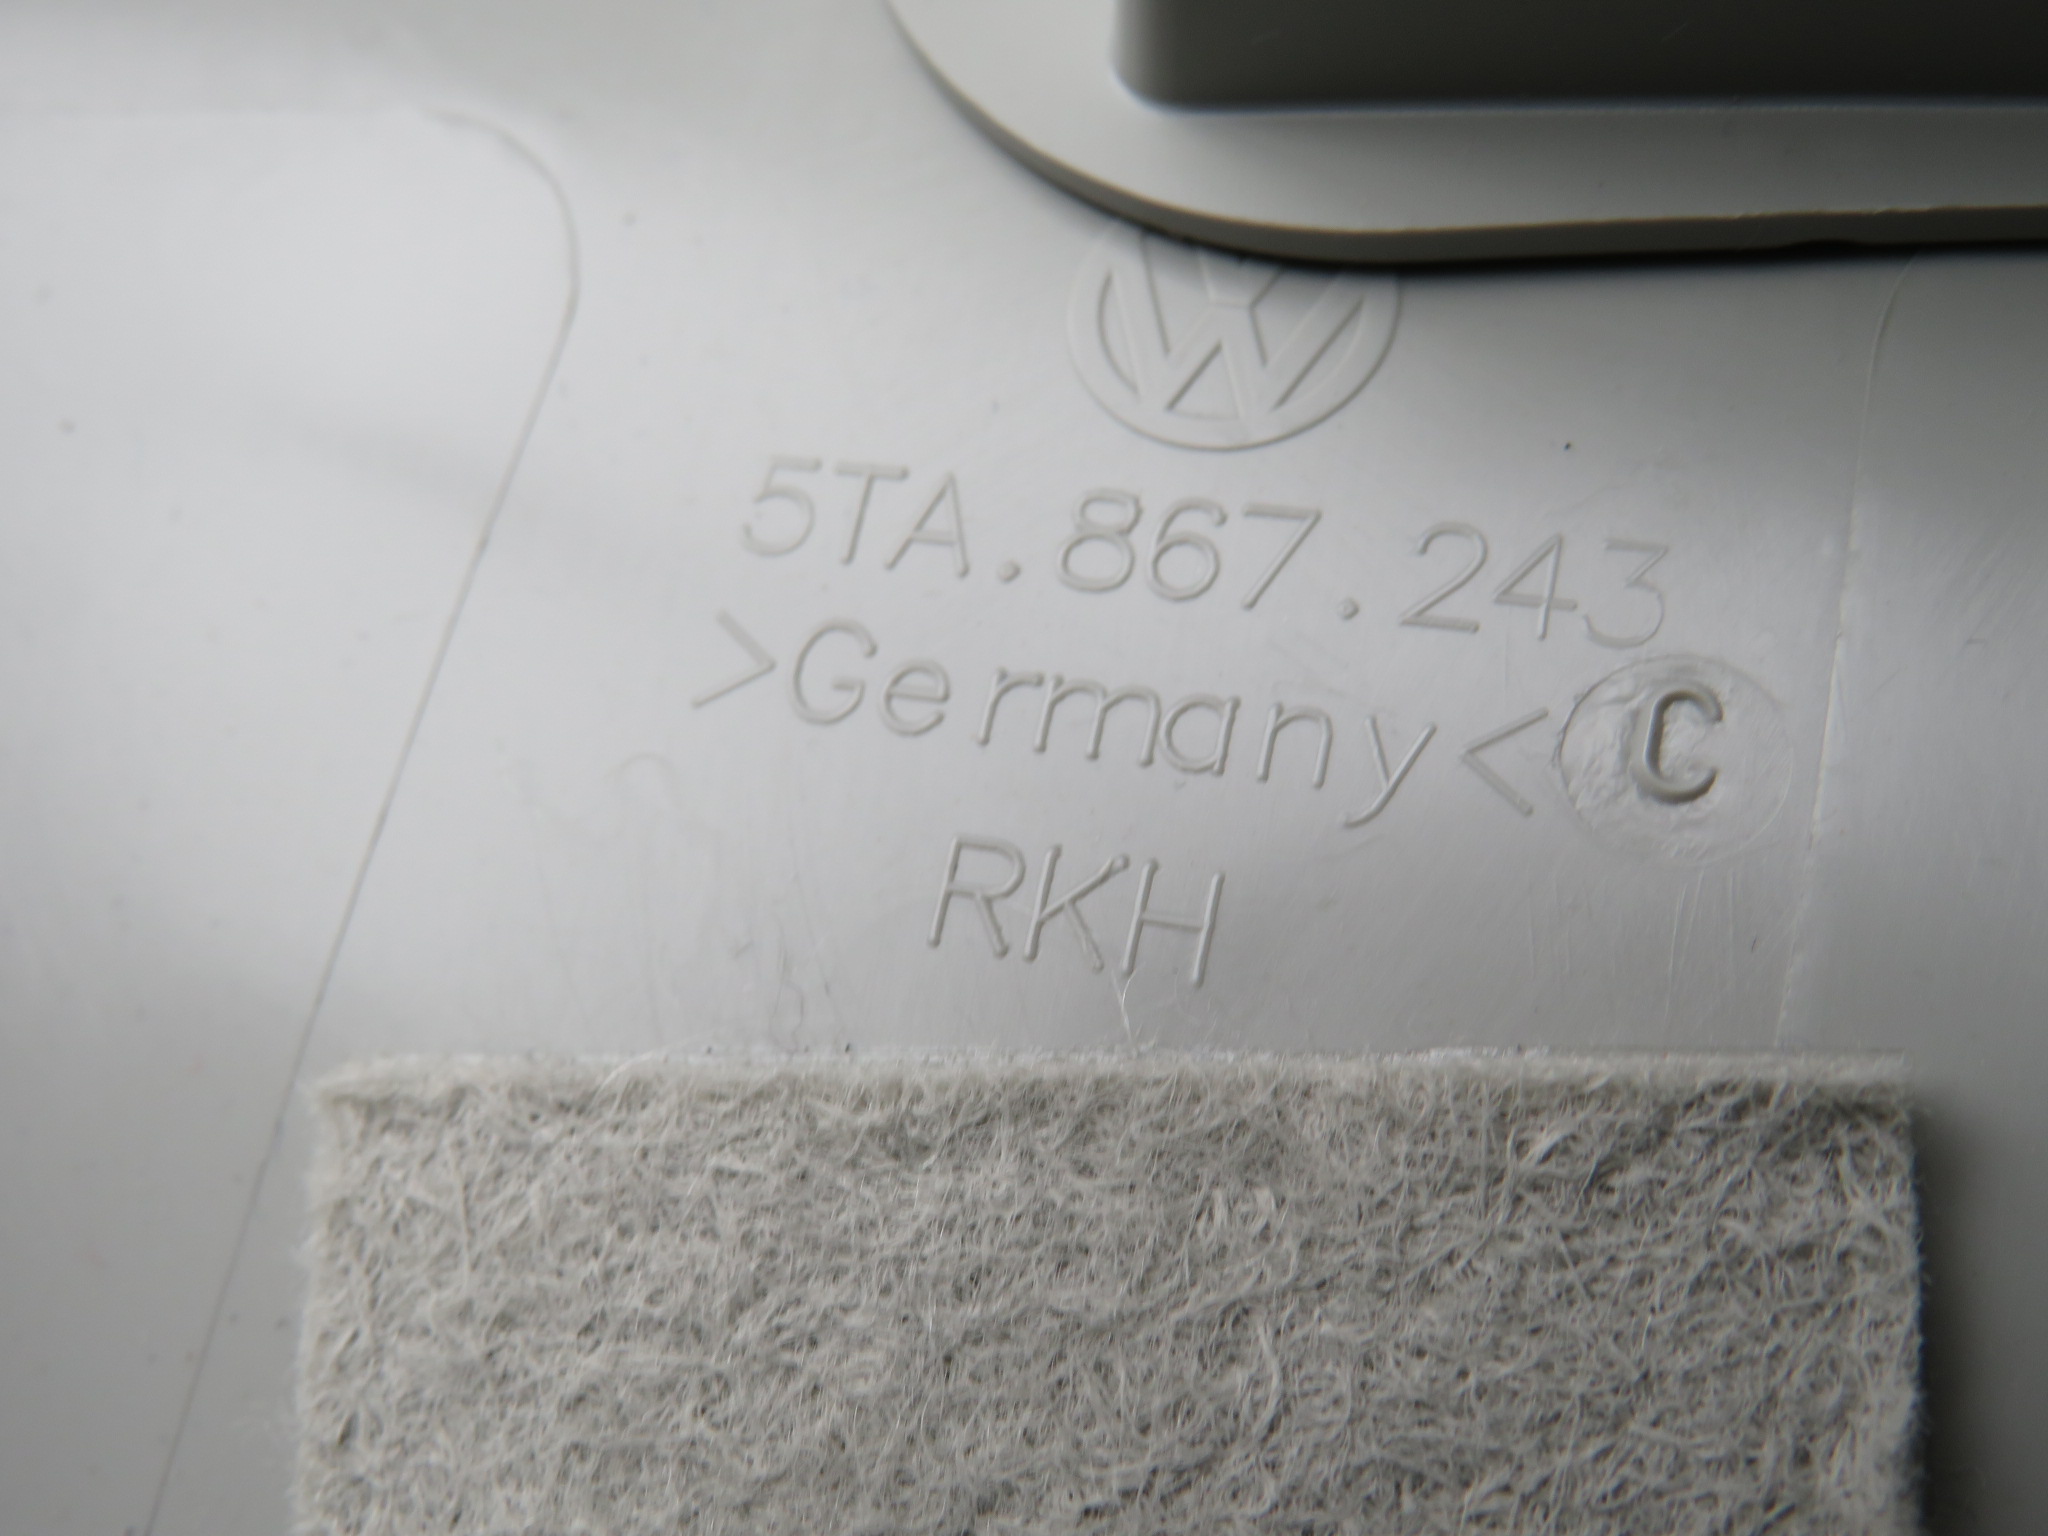 5TA.867.243
>Germany< C
RKH